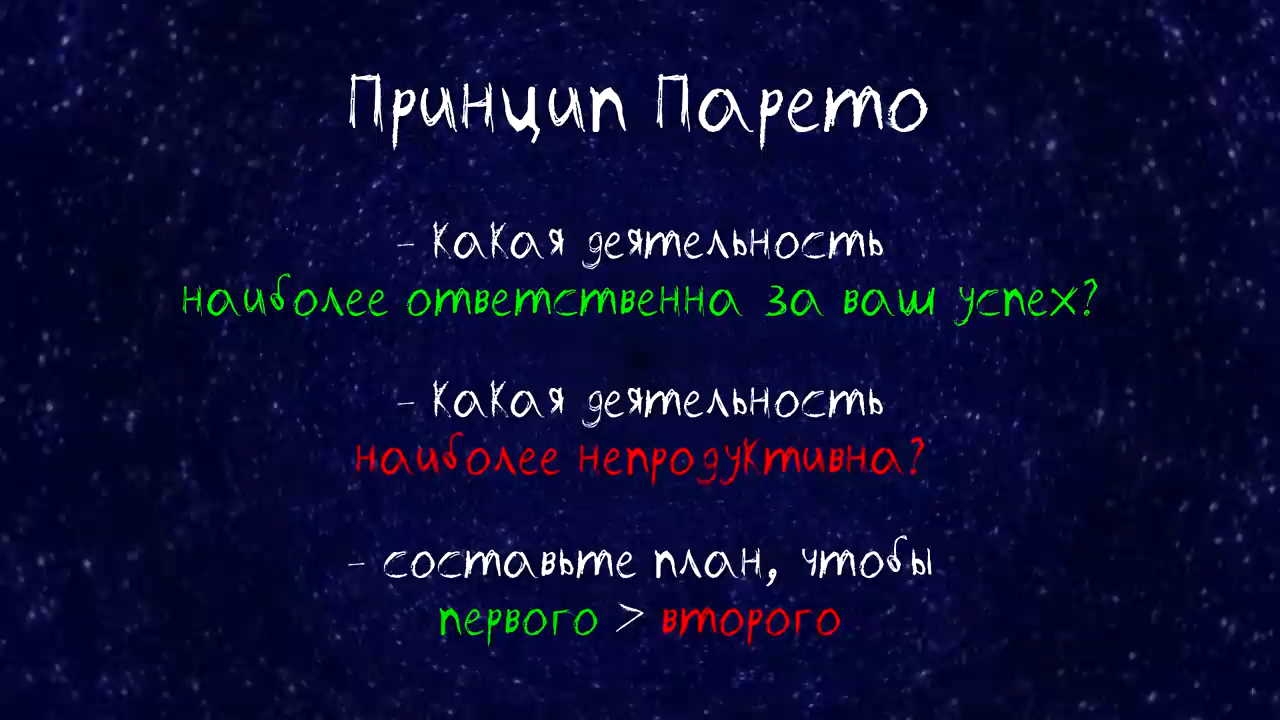 Принцип Парето
- какая деятельность
наиболее ответственна за ваш успех?
- какая деятельность
наиболее непродуктивна?
- составьте план, чтобы
первого > второго